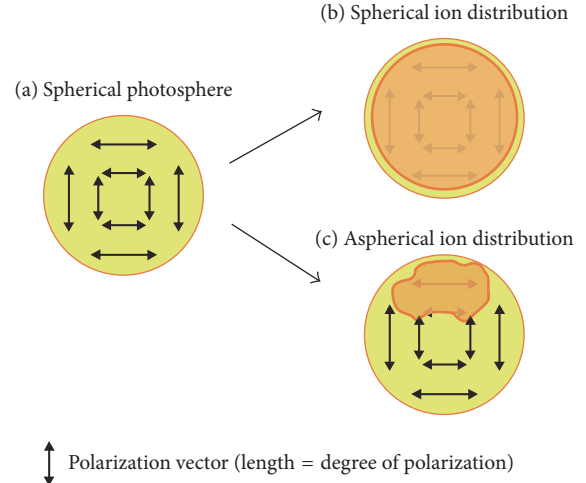 (b) Spherical ion distribution
(a) Spherical photosphere
(c) Aspherical ion distribution
Polarization vector (length = degree of polarization)